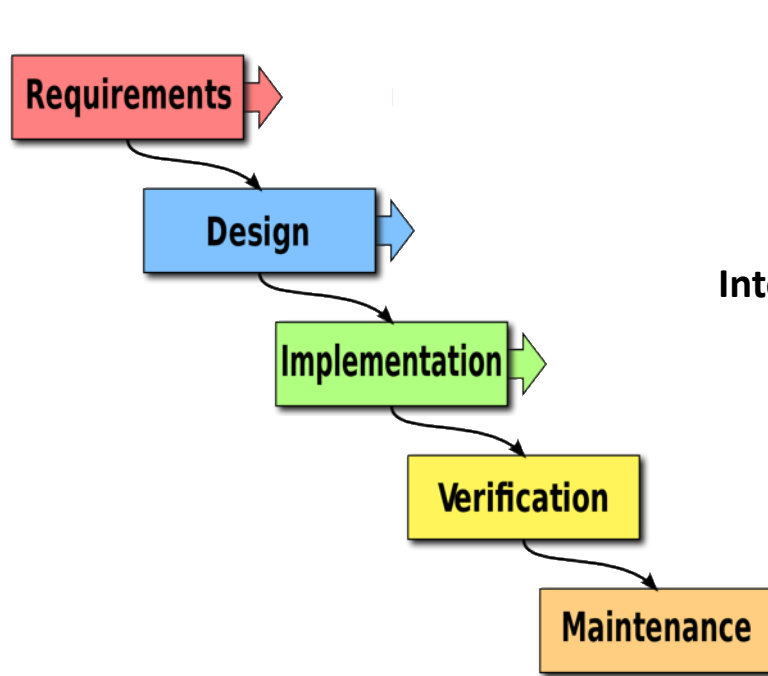 Requirements
Design
Implementation
Verification
Maintenance